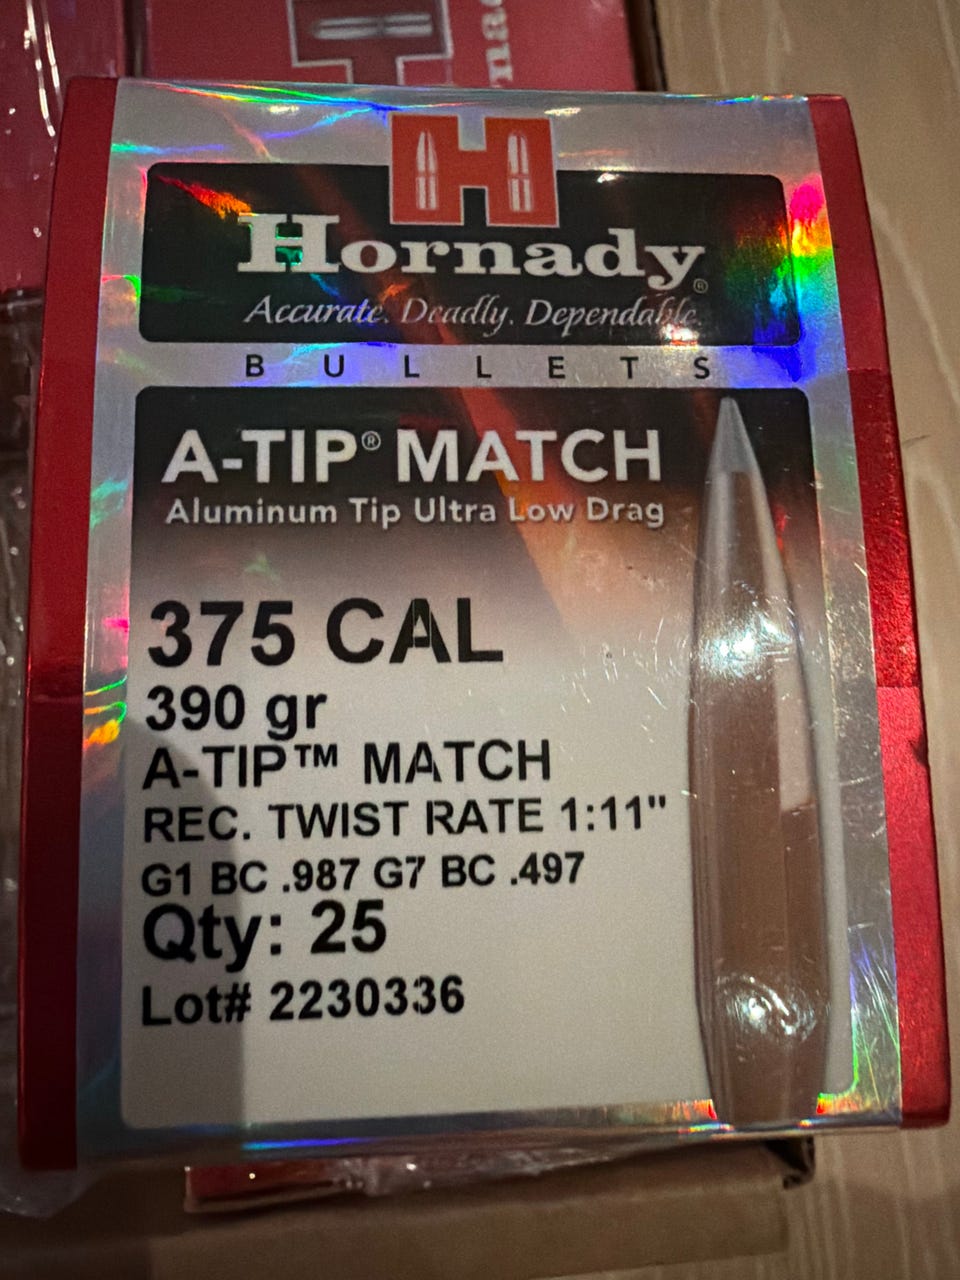 Hornady®
Accurate. Deadly. Dependable.
BULLETS
A-TIP® MATCH
Aluminum Tip Ultra Low Drag
375 CAL
390 gr
A-TIP™ MATCH
REC. TWIST RATE 1:11"
G1 BC .987 G7 BC .497
Qty: 25
Lot# 2230336